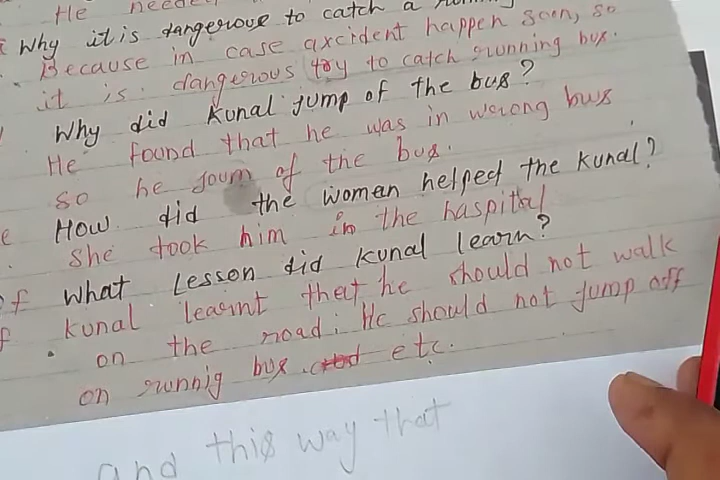 He needed
Why it is dangerous to catch a
Because in case axcident happen soon, so
it is dangerous try to catch running bus.
Why did Kunal jump of the bus?
He found that he was in wrong bus
so he joum of the bus.
How did the women helped the Kunal?
She took him in the haspital
What Lesson did Kunal learn?
Kunal learnt that he should not walk
on the road. He should not jump off
on runnig bus. etc.
and this way that